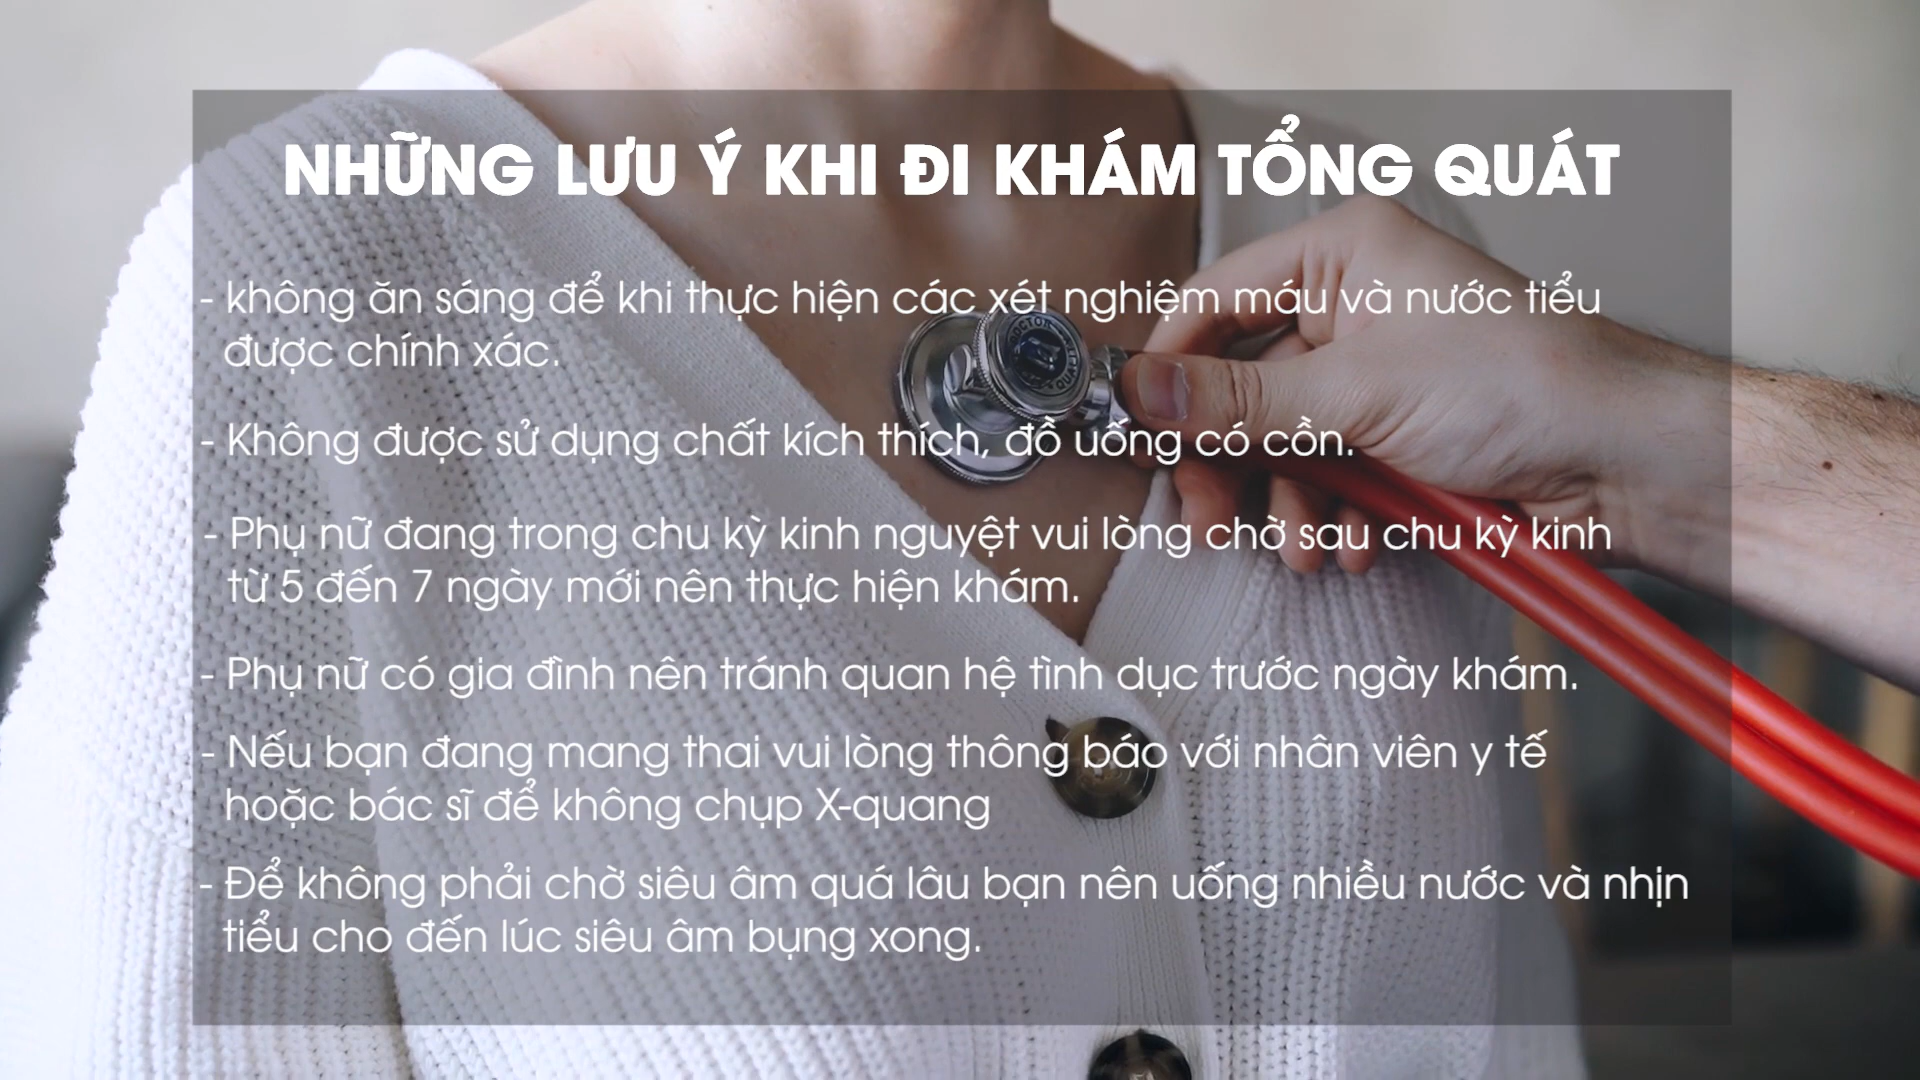 NHỮNG LƯU Ý KHI ĐI KHÁM TỔNG QUÁT
- không ăn sáng để khi thực hiện các xét nghiệm máu và nước tiểu
được chính xác.
- Không được sử dụng chất kích thích, đồ uống có cồn.
- Phụ nữ đang trong chu kỳ kinh nguyệt vui lòng chờ sau chu kỳ kinh
từ 5 đến 7 ngày mới nên thực hiện khám.
- Phụ nữ có gia đình nên tránh quan hệ tình dục trước ngày khám.
- Nếu bạn đang mang thai vui lòng thông báo với nhân viên y tế
hoặc bác sĩ để không chụp X-quang
- Để không phải chờ siêu âm quá lâu bạn nên uống nhiều nước và nhịn
tiểu cho đến lúc siêu âm bụng xong.